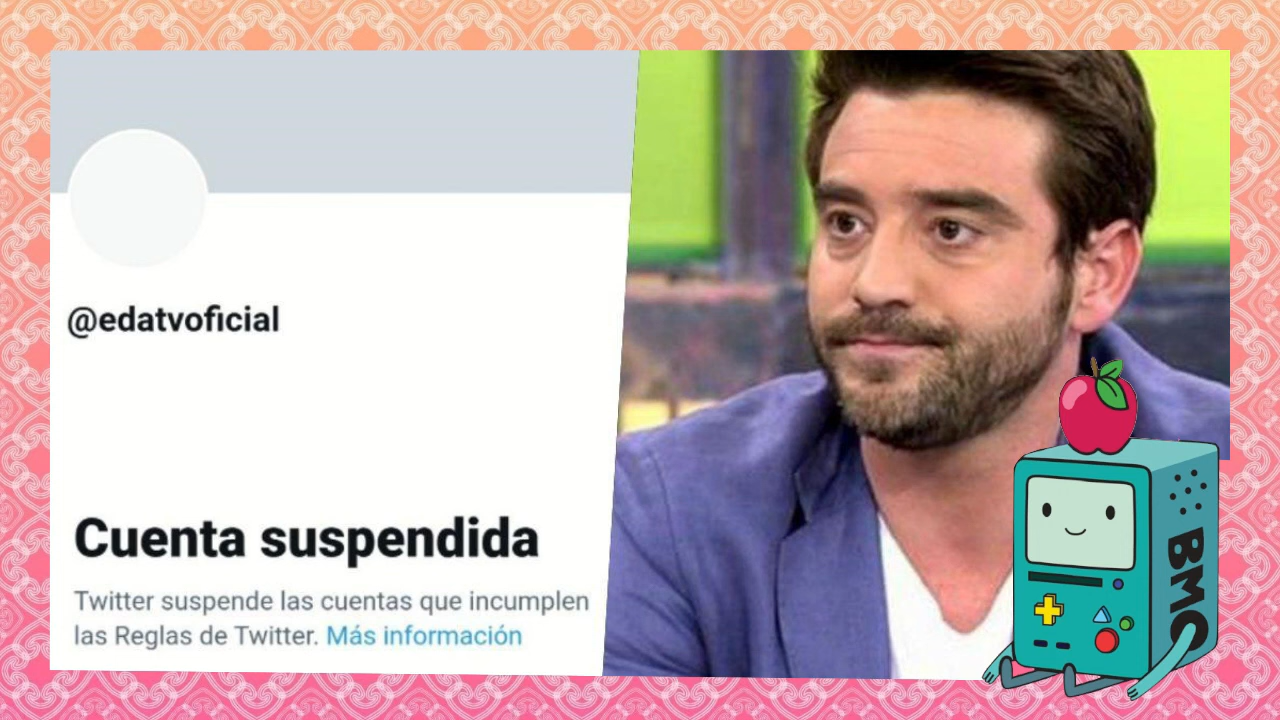 @edatvoficial
Cuenta suspendida
Twitter suspende las cuentas que incumplen
las Reglas de Twitter. Más información
BMO